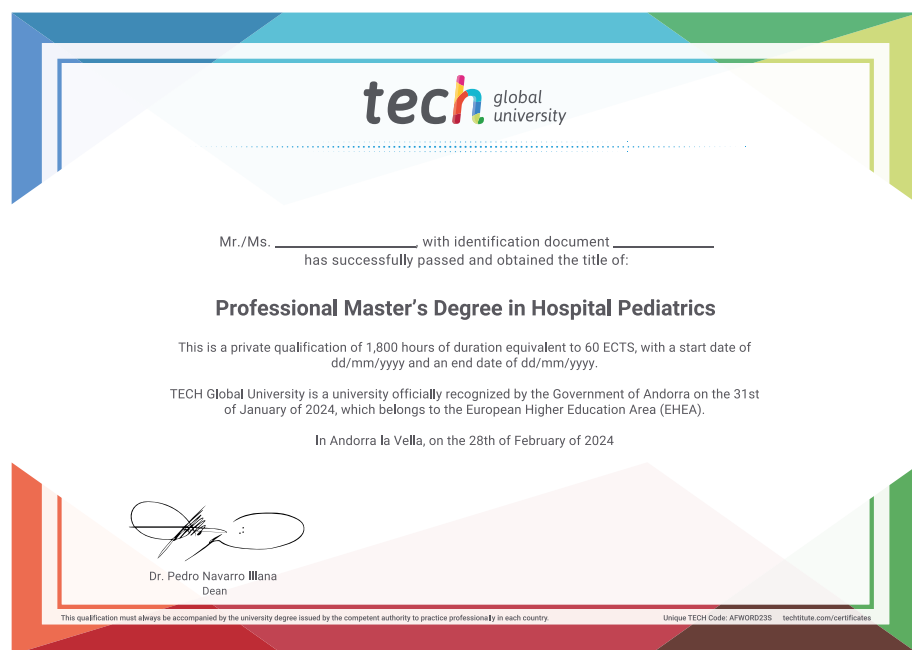 tech global university
Mr./Ms. ____________________, with identification document ______________
has successfully passed and obtained the title of:
Professional Master’s Degree in Hospital Pediatrics
This is a private qualification of 1,800 hours of duration equivalent to 60 ECTS, with a start date of
dd/mm/yyyy and an end date of dd/mm/yyyy.
TECH Global University is a university officially recognized by the Government of Andorra on the 31st
of January of 2024, which belongs to the European Higher Education Area (EHEA).
In Andorra la Vella, on the 28th of February of 2024
Dr. Pedro Navarro Illana
Dean
This qualification must always be accompanied by the university degree issued by the competent authority to practice professionally in each country.
Unique TECH Code: AFWORD23S techtitute.com/certificates